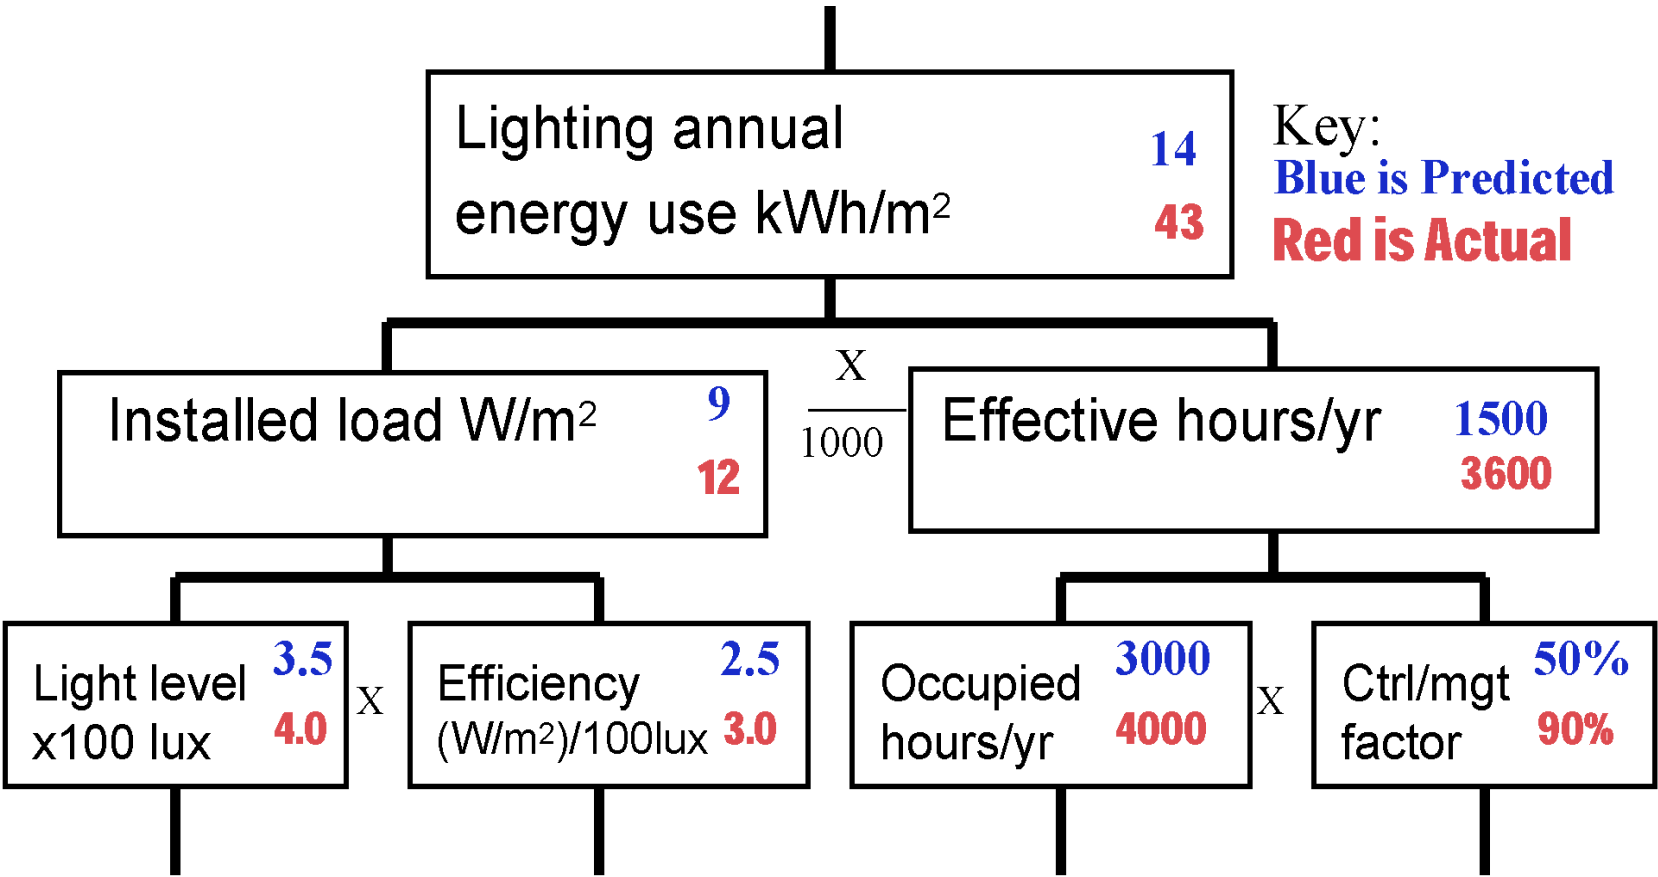 Lighting annual
energy use kWh/m²
14
43
Key:
Blue is Predicted
Red is Actual
Installed load W/m²
9
12
X
1000
Effective hours/yr
1500
3600
Light level
x100 lux
3.5
4.0
X
Efficiency
(W/m²)/100lux
2.5
3.0
Occupied
hours/yr
3000
4000
X
Ctrl/mgt
factor
50%
90%